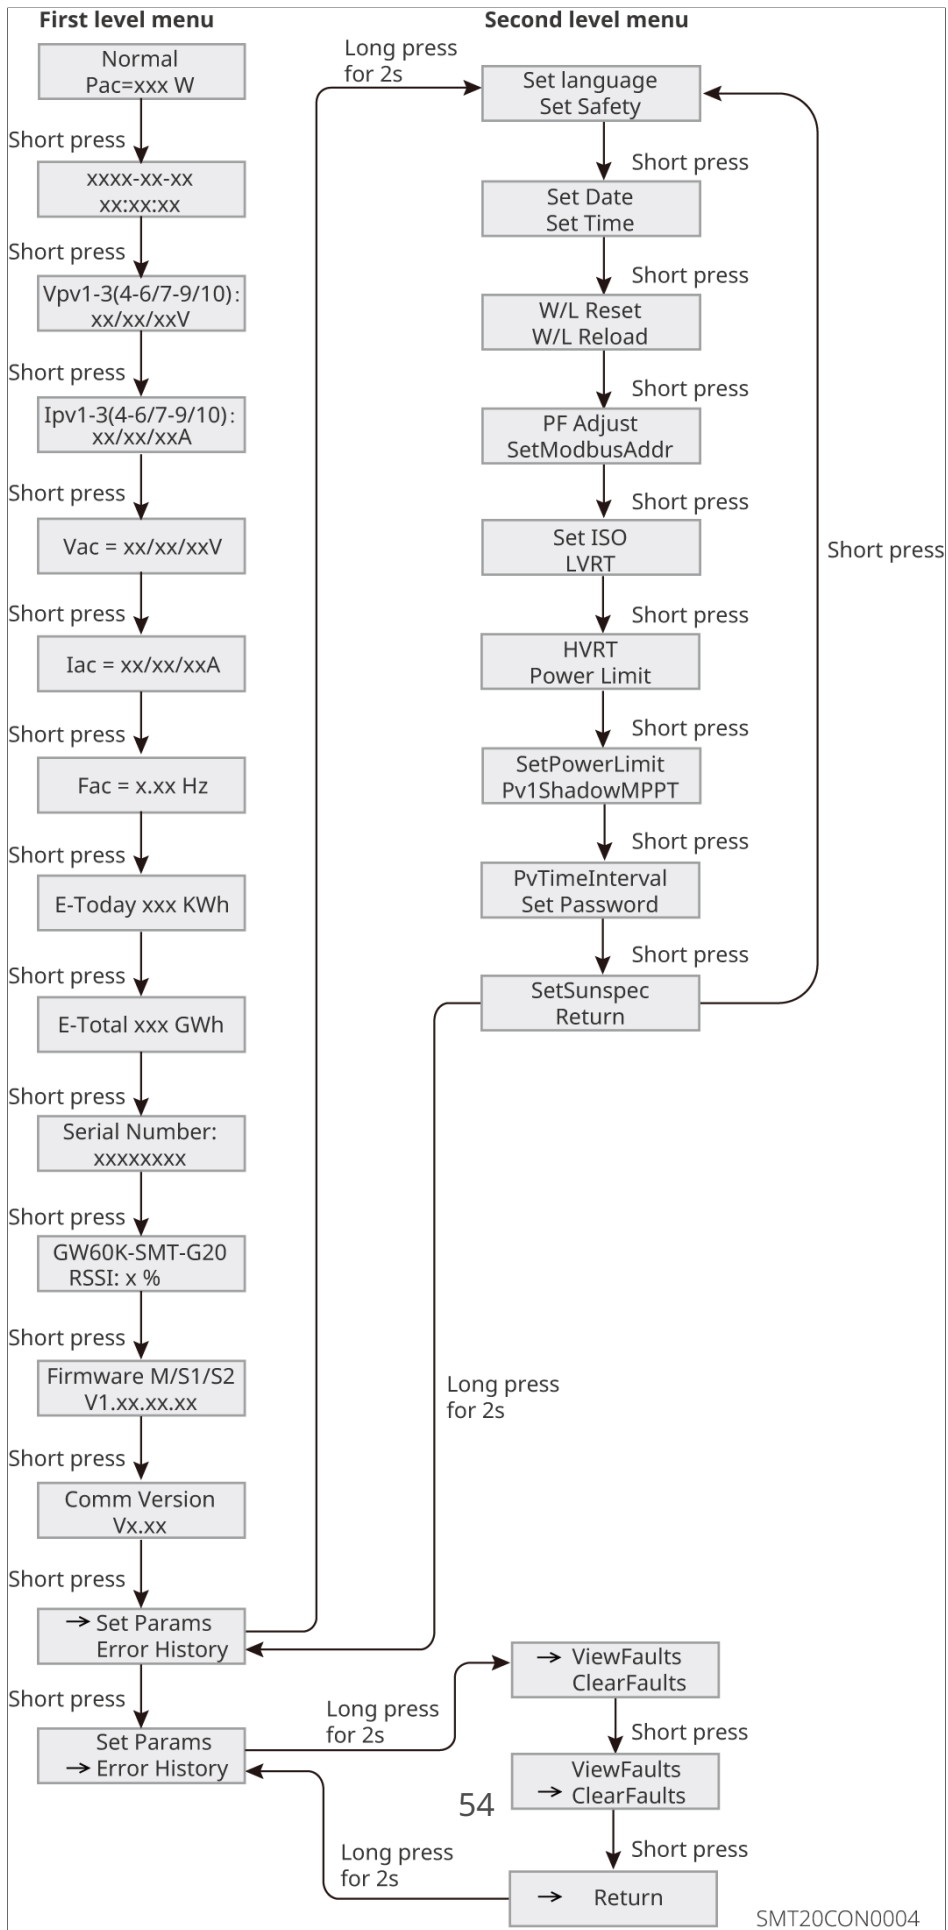 First level menu
Normal
Pac=xxx W
Short press
xxxx-xx-xx
xx:xx:xx
Short press
Vpv1-3(4-6/7-9/10):
xx/xx/xxV
Short press
Ipv1-3(4-6/7-9/10):
xx/xx/xxA
Short press
Vac = xx/xx/xxV
Short press
Iac = xx/xx/xxA
Short press
Fac = x.xx Hz
Short press
E-Today xxx KWh
Short press
E-Total xxx GWh
Short press
Serial Number:
xxxxxxxx
Short press
GW60K-SMT-G20
RSSI: x %
Short press
Firmware M/S1/S2
V1.xx.xx.xx
Short press
Comm Version
Vx.xx
Short press
→ Set Params
Error History
Short press
Set Params
→ Error History
Second level menu
Long press
for 2s
Set language
Set Safety
Short press
Set Date
Set Time
Short press
W/L Reset
W/L Reload
Short press
PF Adjust
SetModbusAddr
Short press
Set ISO
LVRT
Short press
HVRT
Power Limit
Short press
SetPowerLimit
Pv1ShadowMPPT
Short press
PvTimeInterval
Set Password
Short press
SetSunspec
Return
Short press
Long press
for 2s
Long press
for 2s
→ ViewFaults
ClearFaults
Short press
ViewFaults
→ ClearFaults
Short press
→ Return
Long press
for 2s
54
SMT20CON0004